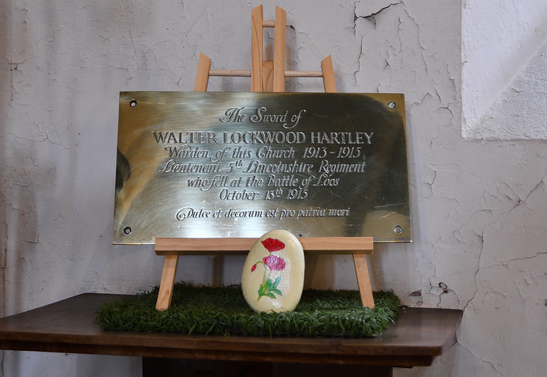 The Sword of
WALTER LOCKWOOD HARTLEY
Warden of this Church 1913-1915
Lieutenant 5th Lincolnshire Regiment
who fell at the Battle of Loos
October 13th 1915
Dulce et decorum est pro patria mori